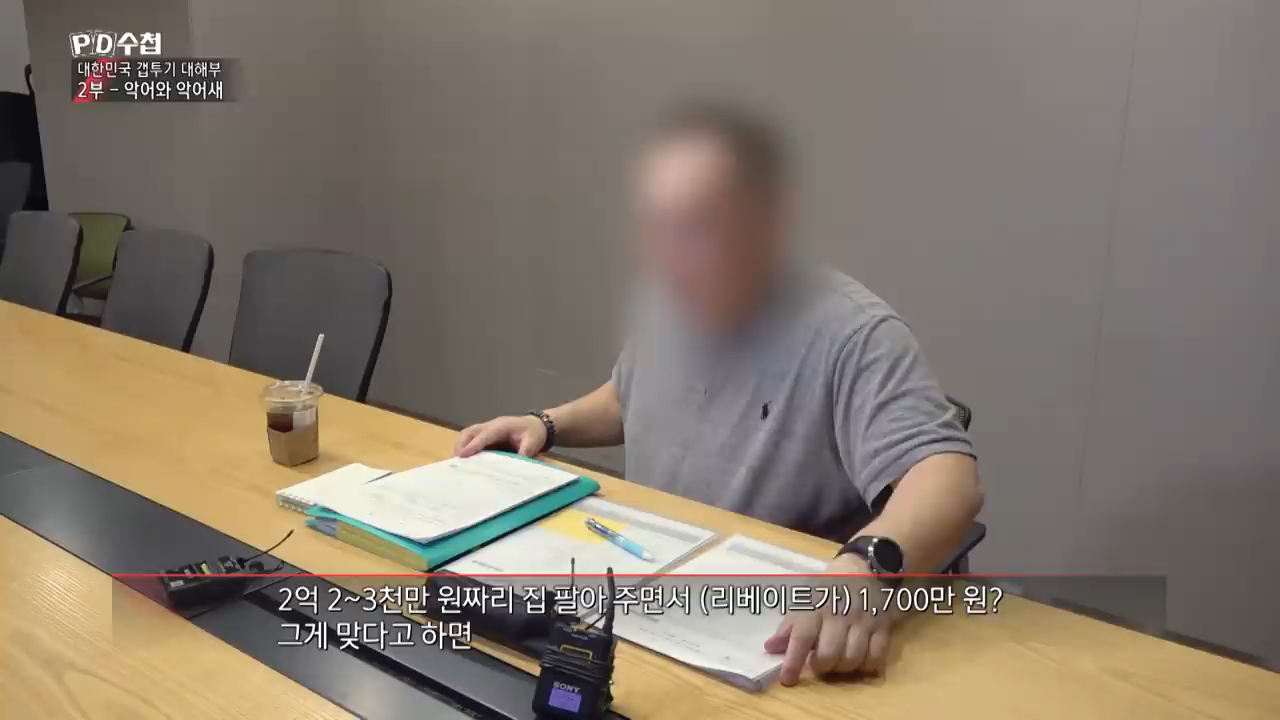 PD수첩
대한민국 갭투기 대해부
2부 - 악어와 악어새
2억 2~3천만 원짜리 집 팔아 주면서 (리베이트가) 1,700만 원?
그게 맞다고 하면
SONY